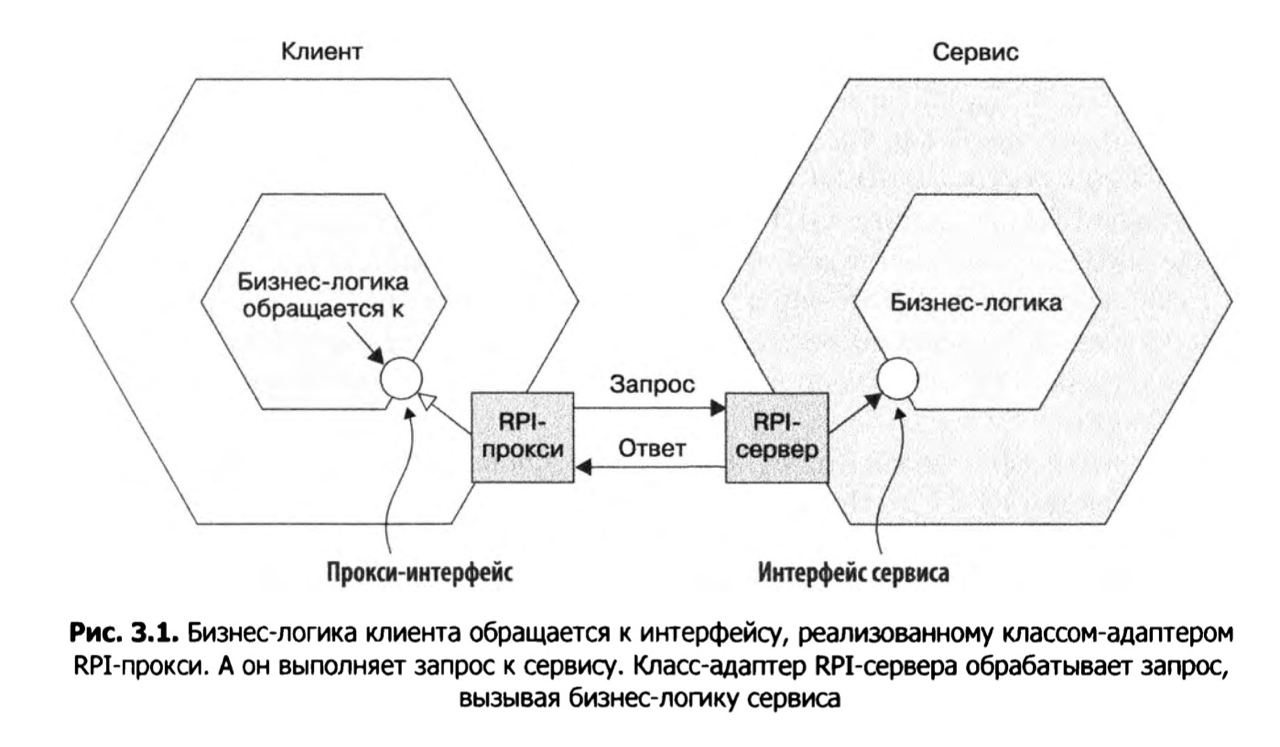 Клиент
Сервис
Бизнес-логика
обращается к
Бизнес-логика
Запрос
RPI-
прокси
RPI-
сервер
Ответ
Прокси-интерфейс
Интерфейс сервиса
Рис. 3.1. Бизнес-логика клиента обращается к интерфейсу, реализованному классом-адаптером
RPI-прокси. А он выполняет запрос к сервису. Класс-адаптер RPI-сервера обрабатывает запрос,
вызывая бизнес-логику сервиса